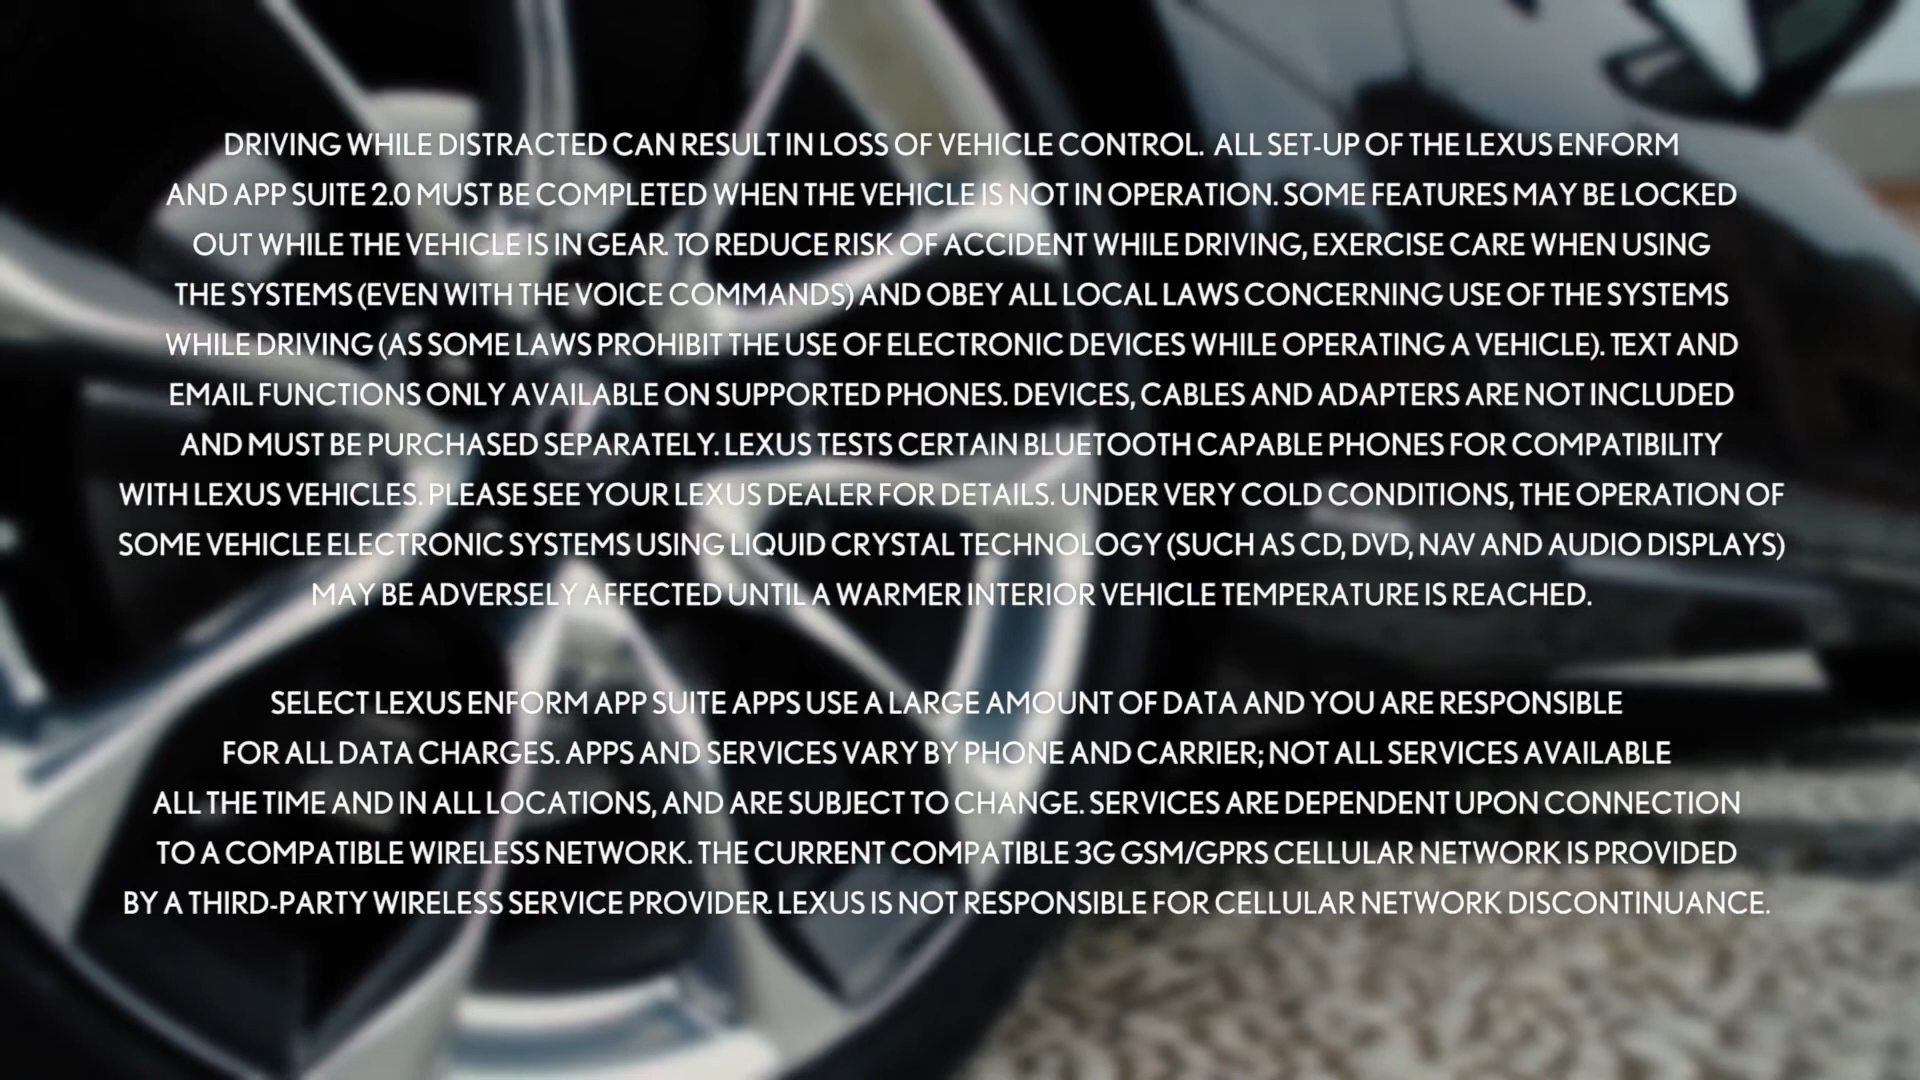 DRIVING WHILE DISTRACTED CAN RESULT IN LOSS OF VEHICLE CONTROL. ALL SET-UP OF THE LEXUS ENFORM
AND APP SUITE 2.0 MUST BE COMPLETED WHEN THE VEHICLE IS NOT IN OPERATION. SOME FEATURES MAY BE LOCKED
OUT WHILE THE VEHICLE IS IN GEAR. TO REDUCE RISK OF ACCIDENT WHILE DRIVING, EXERCISE CARE WHEN USING
THE SYSTEMS (EVEN WITH THE VOICE COMMANDS) AND OBEY ALL LOCAL LAWS CONCERNING USE OF THE SYSTEMS
WHILE DRIVING (AS SOME LAWS PROHIBIT THE USE OF ELECTRONIC DEVICES WHILE OPERATING A VEHICLE). TEXT AND
EMAIL FUNCTIONS ONLY AVAILABLE ON SUPPORTED PHONES. DEVICES, CABLES AND ADAPTERS ARE NOT INCLUDED
AND MUST BE PURCHASED SEPARATELY. LEXUS TESTS CERTAIN BLUETOOTH CAPABLE PHONES FOR COMPATIBILITY
WITH LEXUS VEHICLES. PLEASE SEE YOUR LEXUS DEALER FOR DETAILS. UNDER VERY COLD CONDITIONS, THE OPERATION OF
SOME VEHICLE ELECTRONIC SYSTEMS USING LIQUID CRYSTAL TECHNOLOGY (SUCH AS CD, DVD, NAV AND AUDIO DISPLAYS)
MAY BE ADVERSELY AFFECTED UNTIL A WARMER INTERIOR VEHICLE TEMPERATURE IS REACHED.
SELECT LEXUS ENFORM APP SUITE APPS USE A LARGE AMOUNT OF DATA AND YOU ARE RESPONSIBLE
FOR ALL DATA CHARGES. APPS AND SERVICES VARY BY PHONE AND CARRIER; NOT ALL SERVICES AVAILABLE
ALL THE TIME AND IN ALL LOCATIONS, AND ARE SUBJECT TO CHANGE. SERVICES ARE DEPENDENT UPON CONNECTION
TO A COMPATIBLE WIRELESS NETWORK. THE CURRENT COMPATIBLE 3G GSM/GPRS CELLULAR NETWORK IS PROVIDED
BY A THIRD-PARTY WIRELESS SERVICE PROVIDER. LEXUS IS NOT RESPONSIBLE FOR CELLULAR NETWORK DISCONTINUANCE.